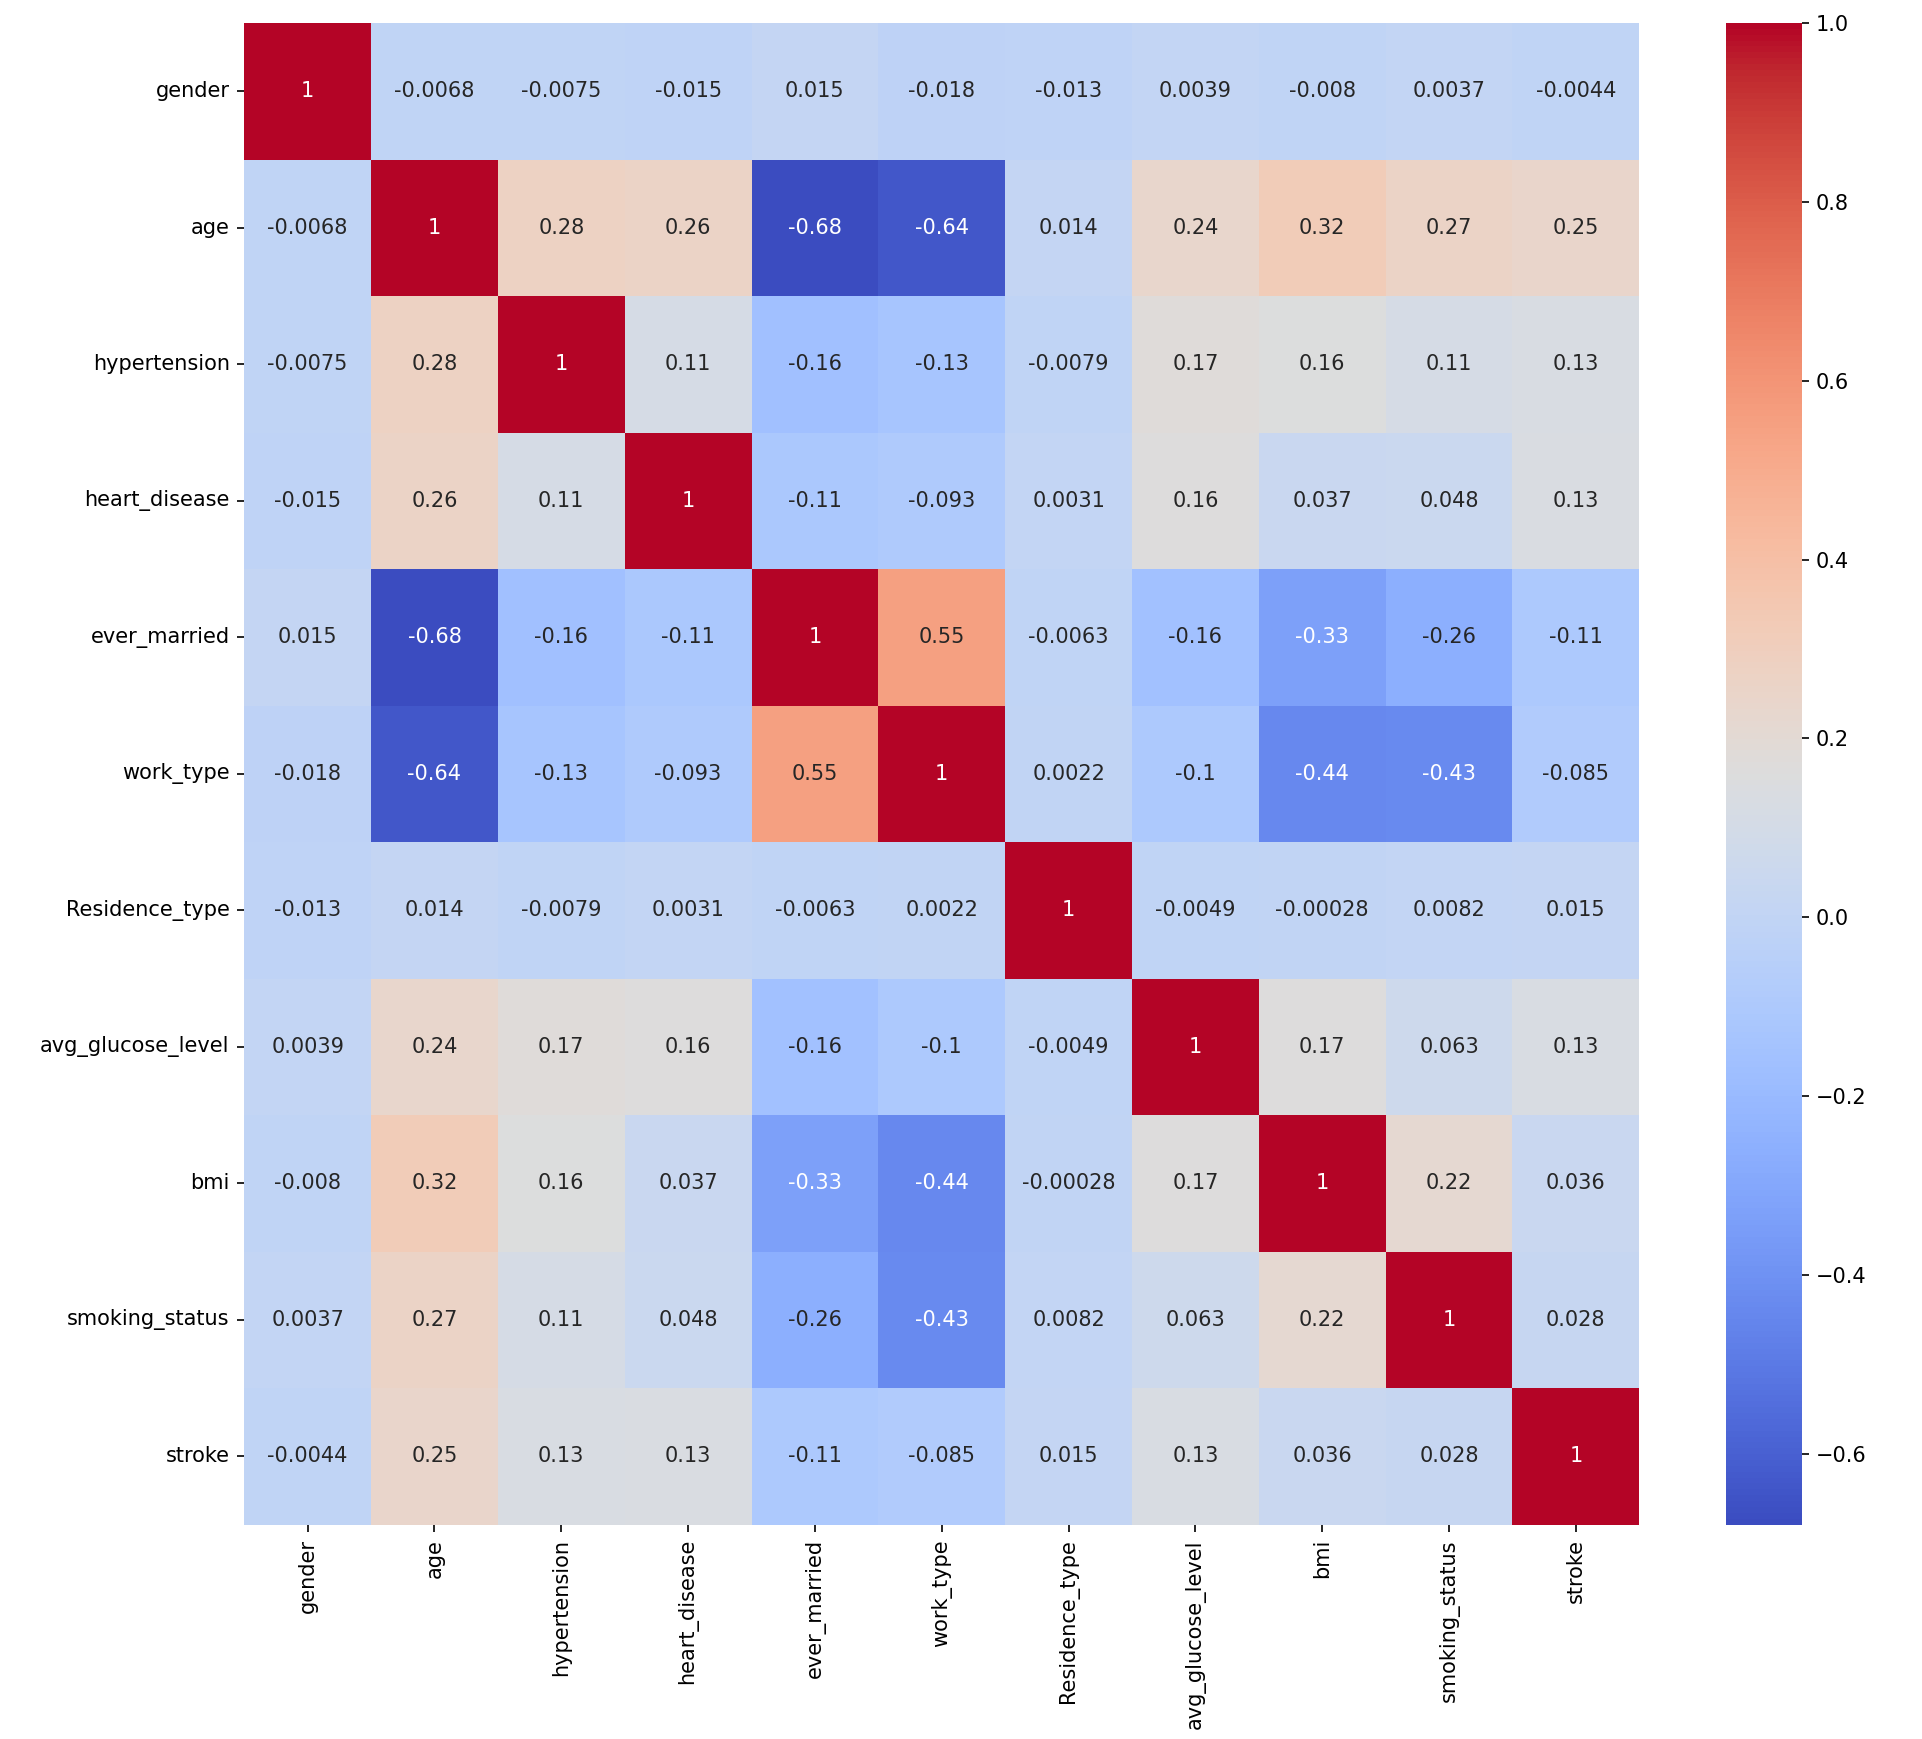 gender 1 -0.0068 -0.0075 -0.015 0.015 -0.018 -0.013 0.0039 -0.008 0.0037 -0.0044
age -0.0068 1 0.28 0.26 -0.68 -0.64 0.014 0.24 0.32 0.27 0.25
hypertension -0.0075 0.28 1 0.11 -0.16 -0.13 -0.0079 0.17 0.16 0.11 0.13
heart_disease -0.015 0.26 0.11 1 -0.11 -0.093 0.0031 0.16 0.037 0.048 0.13
ever_married 0.015 -0.68 -0.16 -0.11 1 0.55 -0.0063 -0.16 -0.33 -0.26 -0.11
work_type -0.018 -0.64 -0.13 -0.093 0.55 1 0.0022 -0.1 -0.44 -0.43 -0.085
Residence_type -0.013 0.014 -0.0079 0.0031 -0.0063 0.0022 1 -0.0049 -0.00028 0.0082 0.015
avg_glucose_level 0.0039 0.24 0.17 0.16 -0.16 -0.1 -0.0049 1 0.17 0.063 0.13
bmi -0.008 0.32 0.16 0.037 -0.33 -0.44 -0.00028 0.17 1 0.22 0.036
smoking_status 0.0037 0.27 0.11 0.048 -0.26 -0.43 0.0082 0.063 0.22 1 0.028
stroke -0.0044 0.25 0.13 0.13 -0.11 -0.085 0.015 0.13 0.036 0.028 1
gender age hypertension heart_disease ever_married work_type Residence_type avg_glucose_level bmi smoking_status stroke
1.0
0.8
0.6
0.4
0.2
0.0
−0.2
−0.4
−0.6